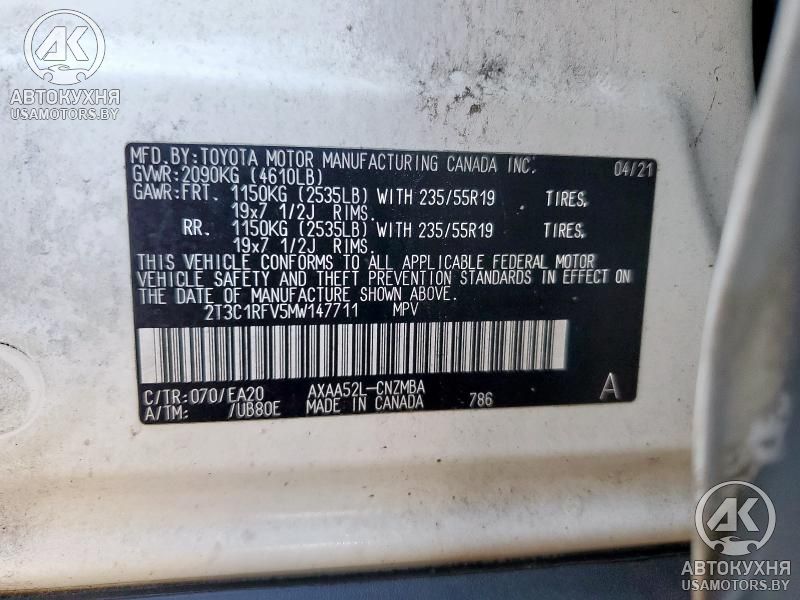 AK
АВТОКУХНЯ
USAMOTORS.BY
MFD. BY: TOYOTA MOTOR MANUFACTURING CANADA INC. 04/21
GVWR: 2090KG (4610LB)
GAWR: FRT. 1150KG (2535LB) WITH 235/55R19 TIRES,
19x7 1/2J RIMS.
RR. 1150KG (2535LB) WITH 235/55R19 TIRES,
19x7 1/2J RIMS.
THIS VEHICLE CONFORMS TO ALL APPLICABLE FEDERAL MOTOR
VEHICLE SAFETY AND THEFT PREVENTION STANDARDS IN EFFECT ON
THE DATE OF MANUFACTURE SHOWN ABOVE.
2T3C1RFV5MW147711 MPV
C/TR: 070/EA20 AXAA52L-CNZMBA
A/TM: /UB80E MADE IN CANADA 786 A
AK
АВТОКУХНЯ
USAMOTORS.BY